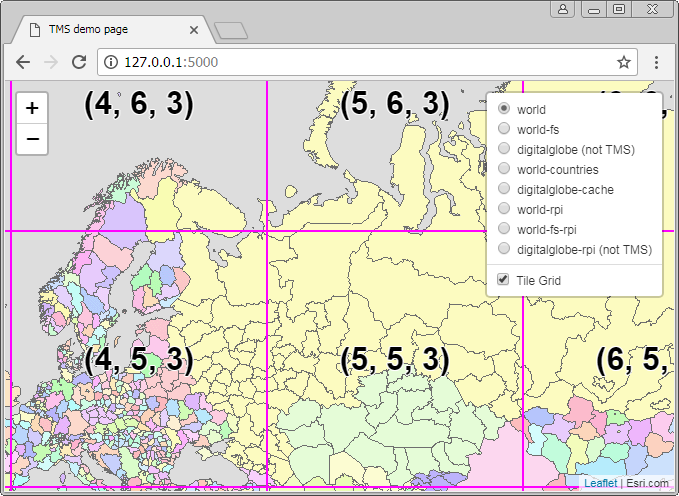 TMS demo page
127.0.0.1:5000
+
−
(4, 6, 3)
(5, 6, 3)
world
world-fs
digitalglobe (not TMS)
world-countries
digitalglobe-cache
world-rpi
world-fs-rpi
digitalglobe-rpi (not TMS)
Tile Grid
(4, 5, 3)
(5, 5, 3)
(6, 5,
Leaflet | Esri.com